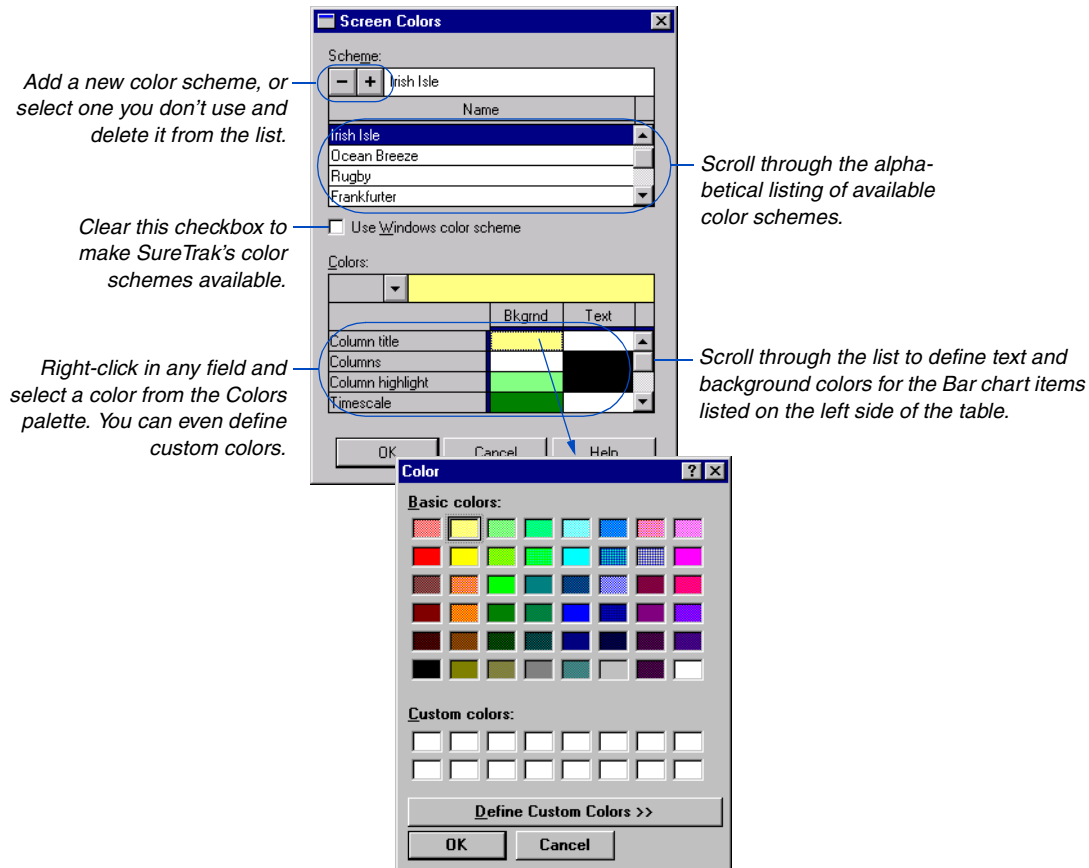 Screen Colors
Scheme:
Add a new color scheme, or
select one you don't use and
delete it from the list.
− + Irish Isle
Name
Irish Isle
Ocean Breeze
Rugby
Frankfurter
Scroll through the alpha-
betical listing of available
color schemes.
Clear this checkbox to
make SureTrak's color
schemes available.
Use Windows color scheme
Colors:
Bkgrnd Text
Column title
Columns
Column highlight
Timescale
Right-click in any field and
select a color from the Colors
palette. You can even define
custom colors.
Scroll through the list to define text and
background colors for the Bar chart items
listed on the left side of the table.
OK Cancel Help
Color
Basic colors:
Custom colors:
Define Custom Colors >>
OK Cancel